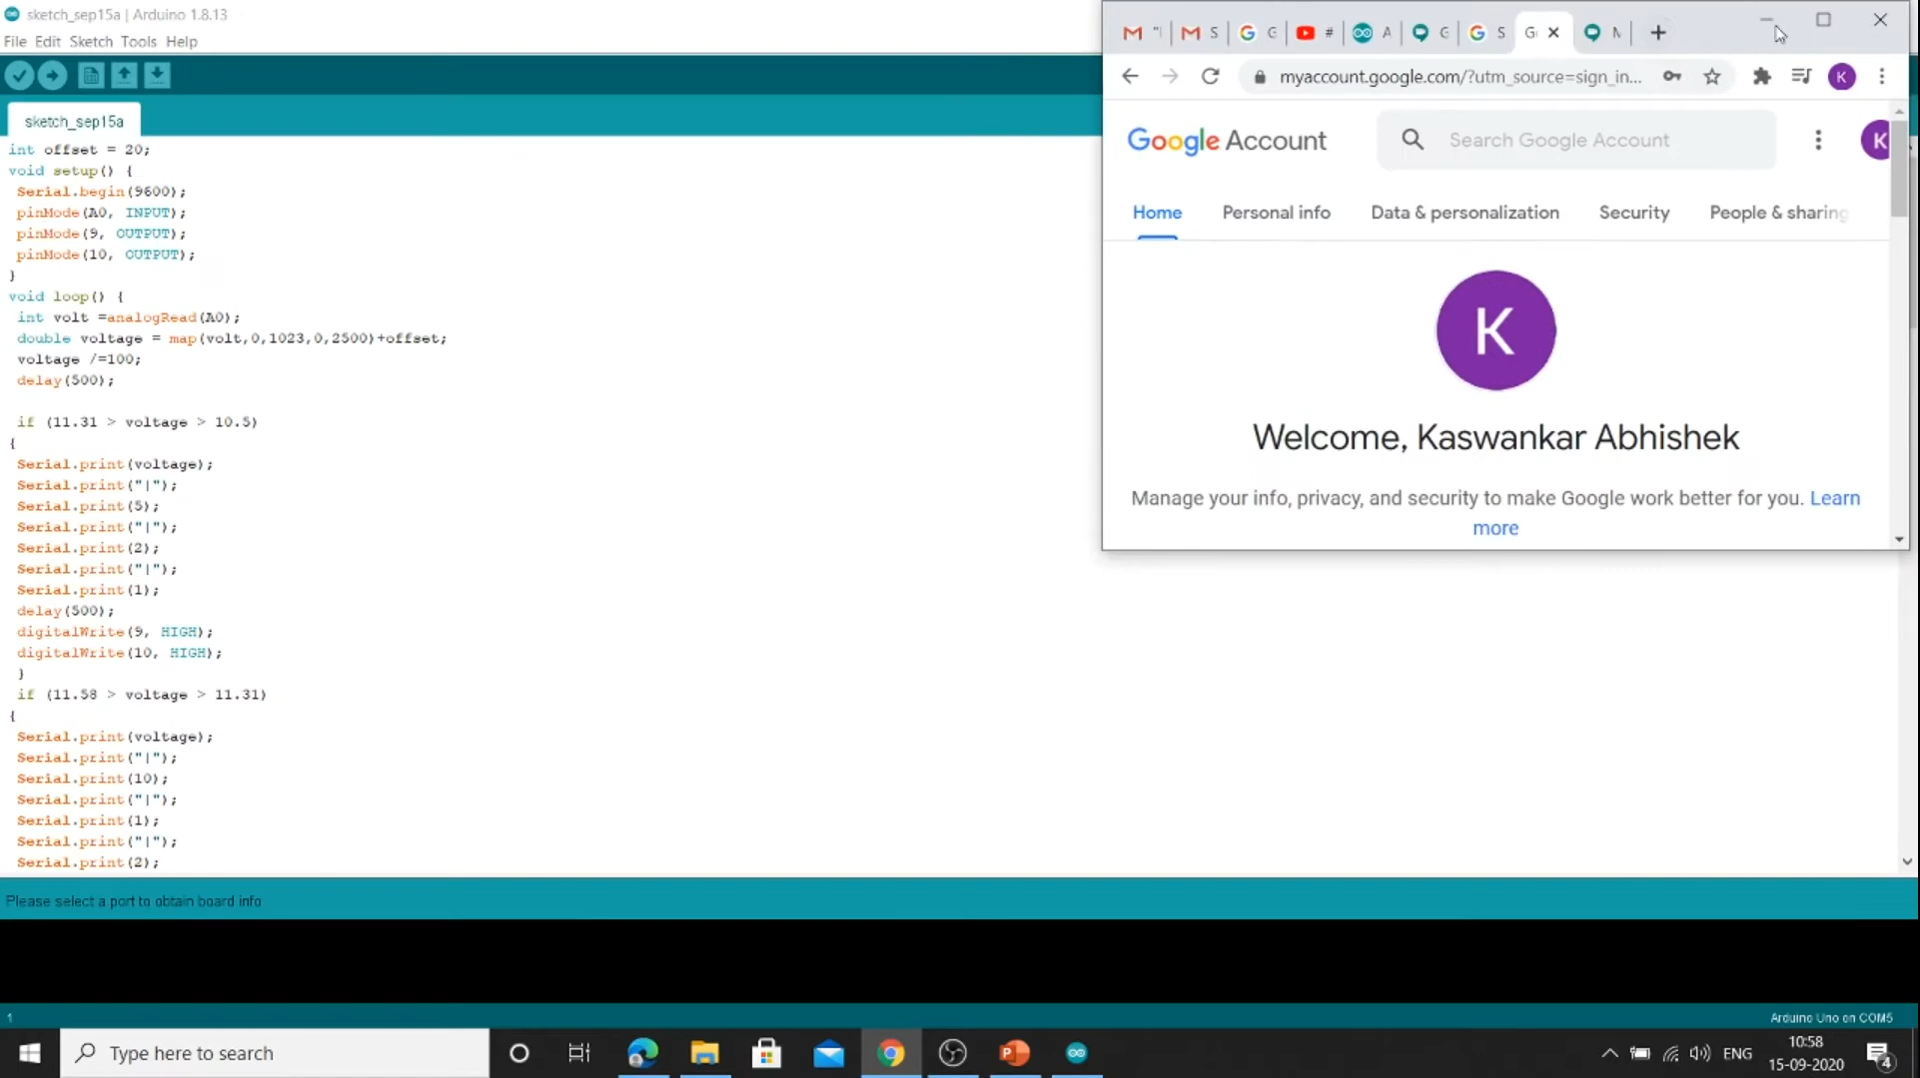 sketch_sep15a | Arduino 1.8.13
File Edit Sketch Tools Help
sketch_sep15a
int offset = 20;
void setup() {
Serial.begin(9600);
pinMode(A0, INPUT);
pinMode(9, OUTPUT);
pinMode(10, OUTPUT);
}
void loop() {
int volt =analogRead(A0);
double voltage = map(volt,0,1023,0,2500)+offset;
voltage /=100;
delay(500);
if (11.31 > voltage > 10.5)
{
Serial.print(voltage);
Serial.print("|");
Serial.print(5);
Serial.print("|");
Serial.print(2);
Serial.print("|");
Serial.print(1);
delay(500);
digitalWrite(9, HIGH);
digitalWrite(10, HIGH);
}
if (11.58 > voltage > 11.31)
{
Serial.print(voltage);
Serial.print("|");
Serial.print(10);
Serial.print("|");
Serial.print(1);
Serial.print("|");
Serial.print(2);
Please select a port to obtain board info
1
Arduino Uno on COM5
S G # A G S G M
myaccount.google.com/?utm_source=sign_in...
K
Google Account
Search Google Account
K
Home Personal info Data & personalization Security People & sharing
K
Welcome, Kaswankar Abhishek
Manage your info, privacy, and security to make Google work better for you. Learn
more
Type here to search
ENG
10:58
15-09-2020
4